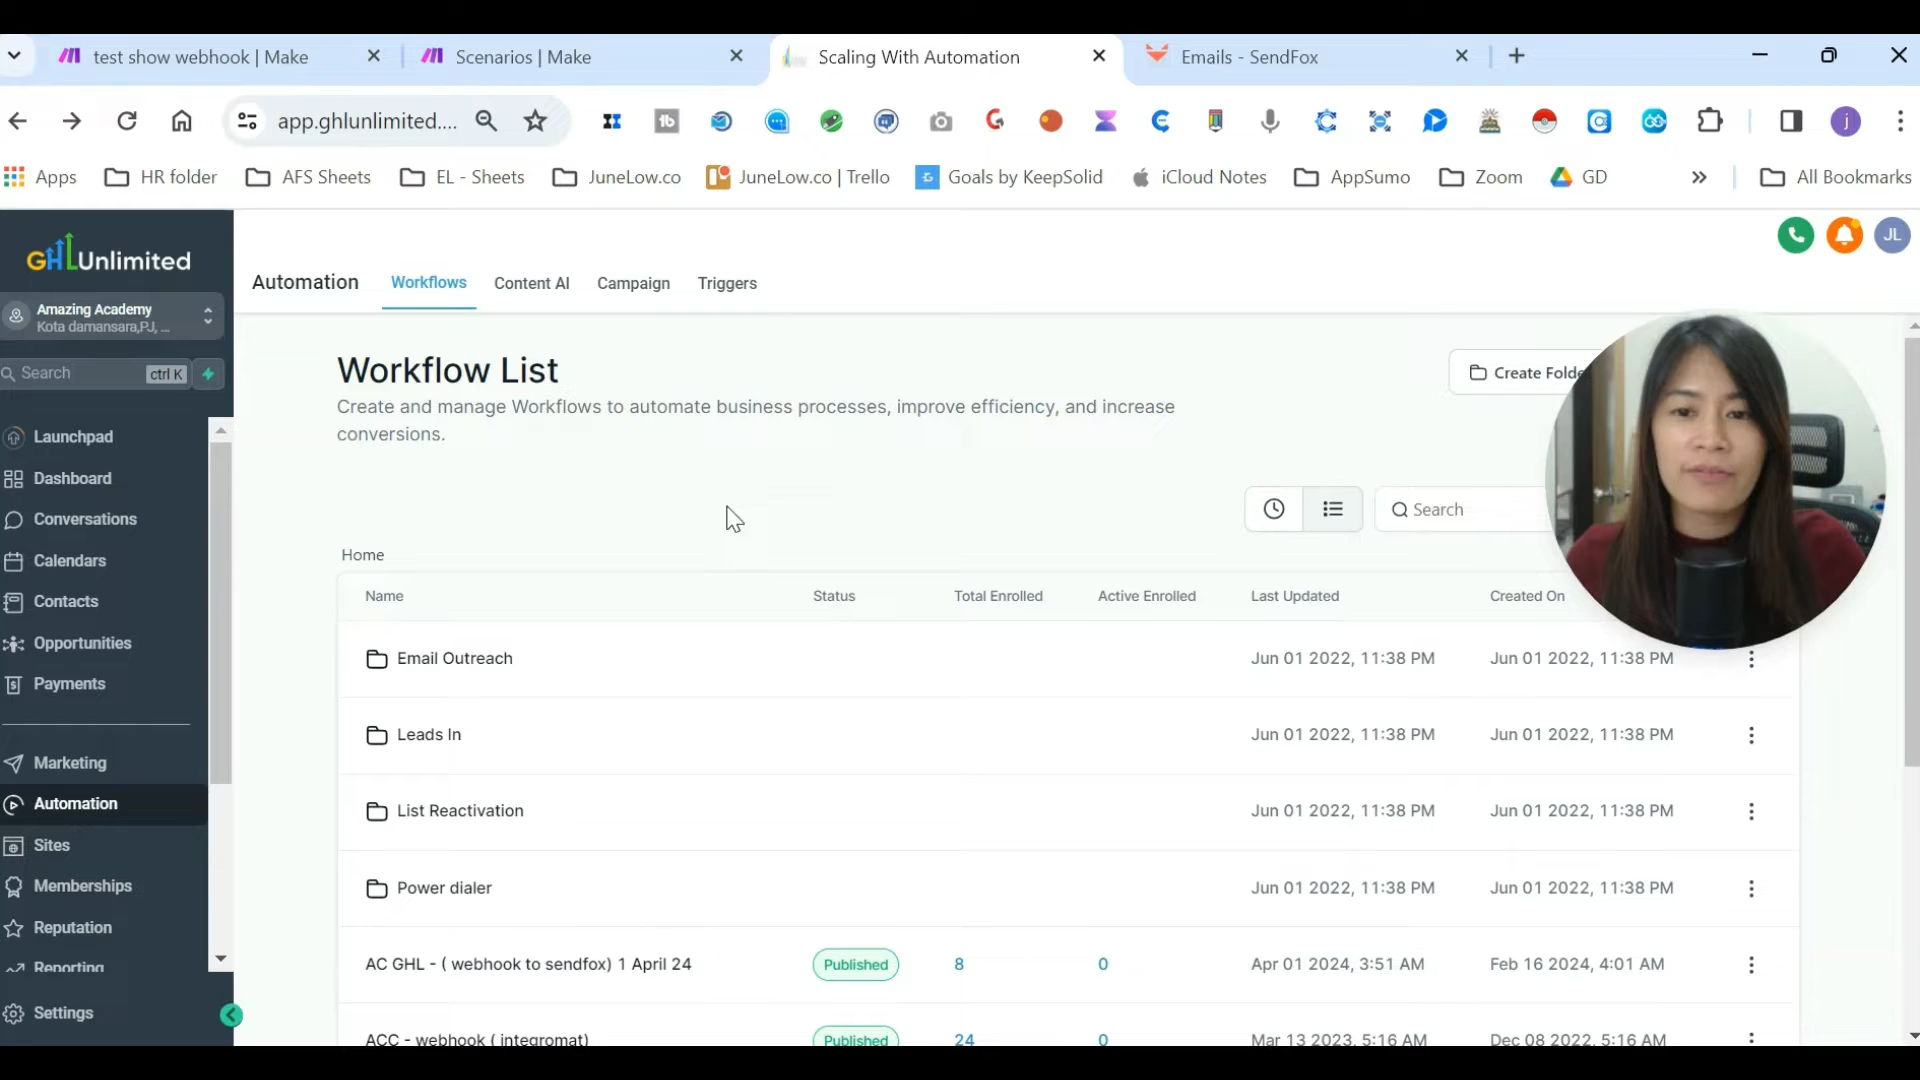 test show webhook | Make
Scenarios | Make
Scaling With Automation
Emails - SendFox
app.ghlunlimited....
Apps
HR folder
AFS Sheets
EL - Sheets
JuneLow.co
JuneLow.co | Trello
Goals by KeepSolid
iCloud Notes
AppSumo
Zoom
GD
All Bookmarks
GHLUnlimited
Amazing Academy
Kota damansara,PJ, ...
Search
ctrl K
Launchpad
Dashboard
Conversations
Calendars
Contacts
Opportunities
Payments
Marketing
Automation
Sites
Memberships
Reputation
Reporting
Settings
JL
Automation
Workflows
Content AI
Campaign
Triggers
Workflow List
Create and manage Workflows to automate business processes, improve efficiency, and increase
conversions.
Create Folde
Search
Home
Name Status Total Enrolled Active Enrolled Last Updated Created On
Email Outreach Jun 01 2022, 11:38 PM Jun 01 2022, 11:38 PM
Leads In Jun 01 2022, 11:38 PM Jun 01 2022, 11:38 PM
List Reactivation Jun 01 2022, 11:38 PM Jun 01 2022, 11:38 PM
Power dialer Jun 01 2022, 11:38 PM Jun 01 2022, 11:38 PM
AC GHL - ( webhook to sendfox) 1 April 24 Published 8 0 Apr 01 2024, 3:51 AM Feb 16 2024, 4:01 AM
ACC - webhook ( integromat) Published 24 0 Mar 13 2023, 5:16 AM Dec 08 2022, 5:16 AM